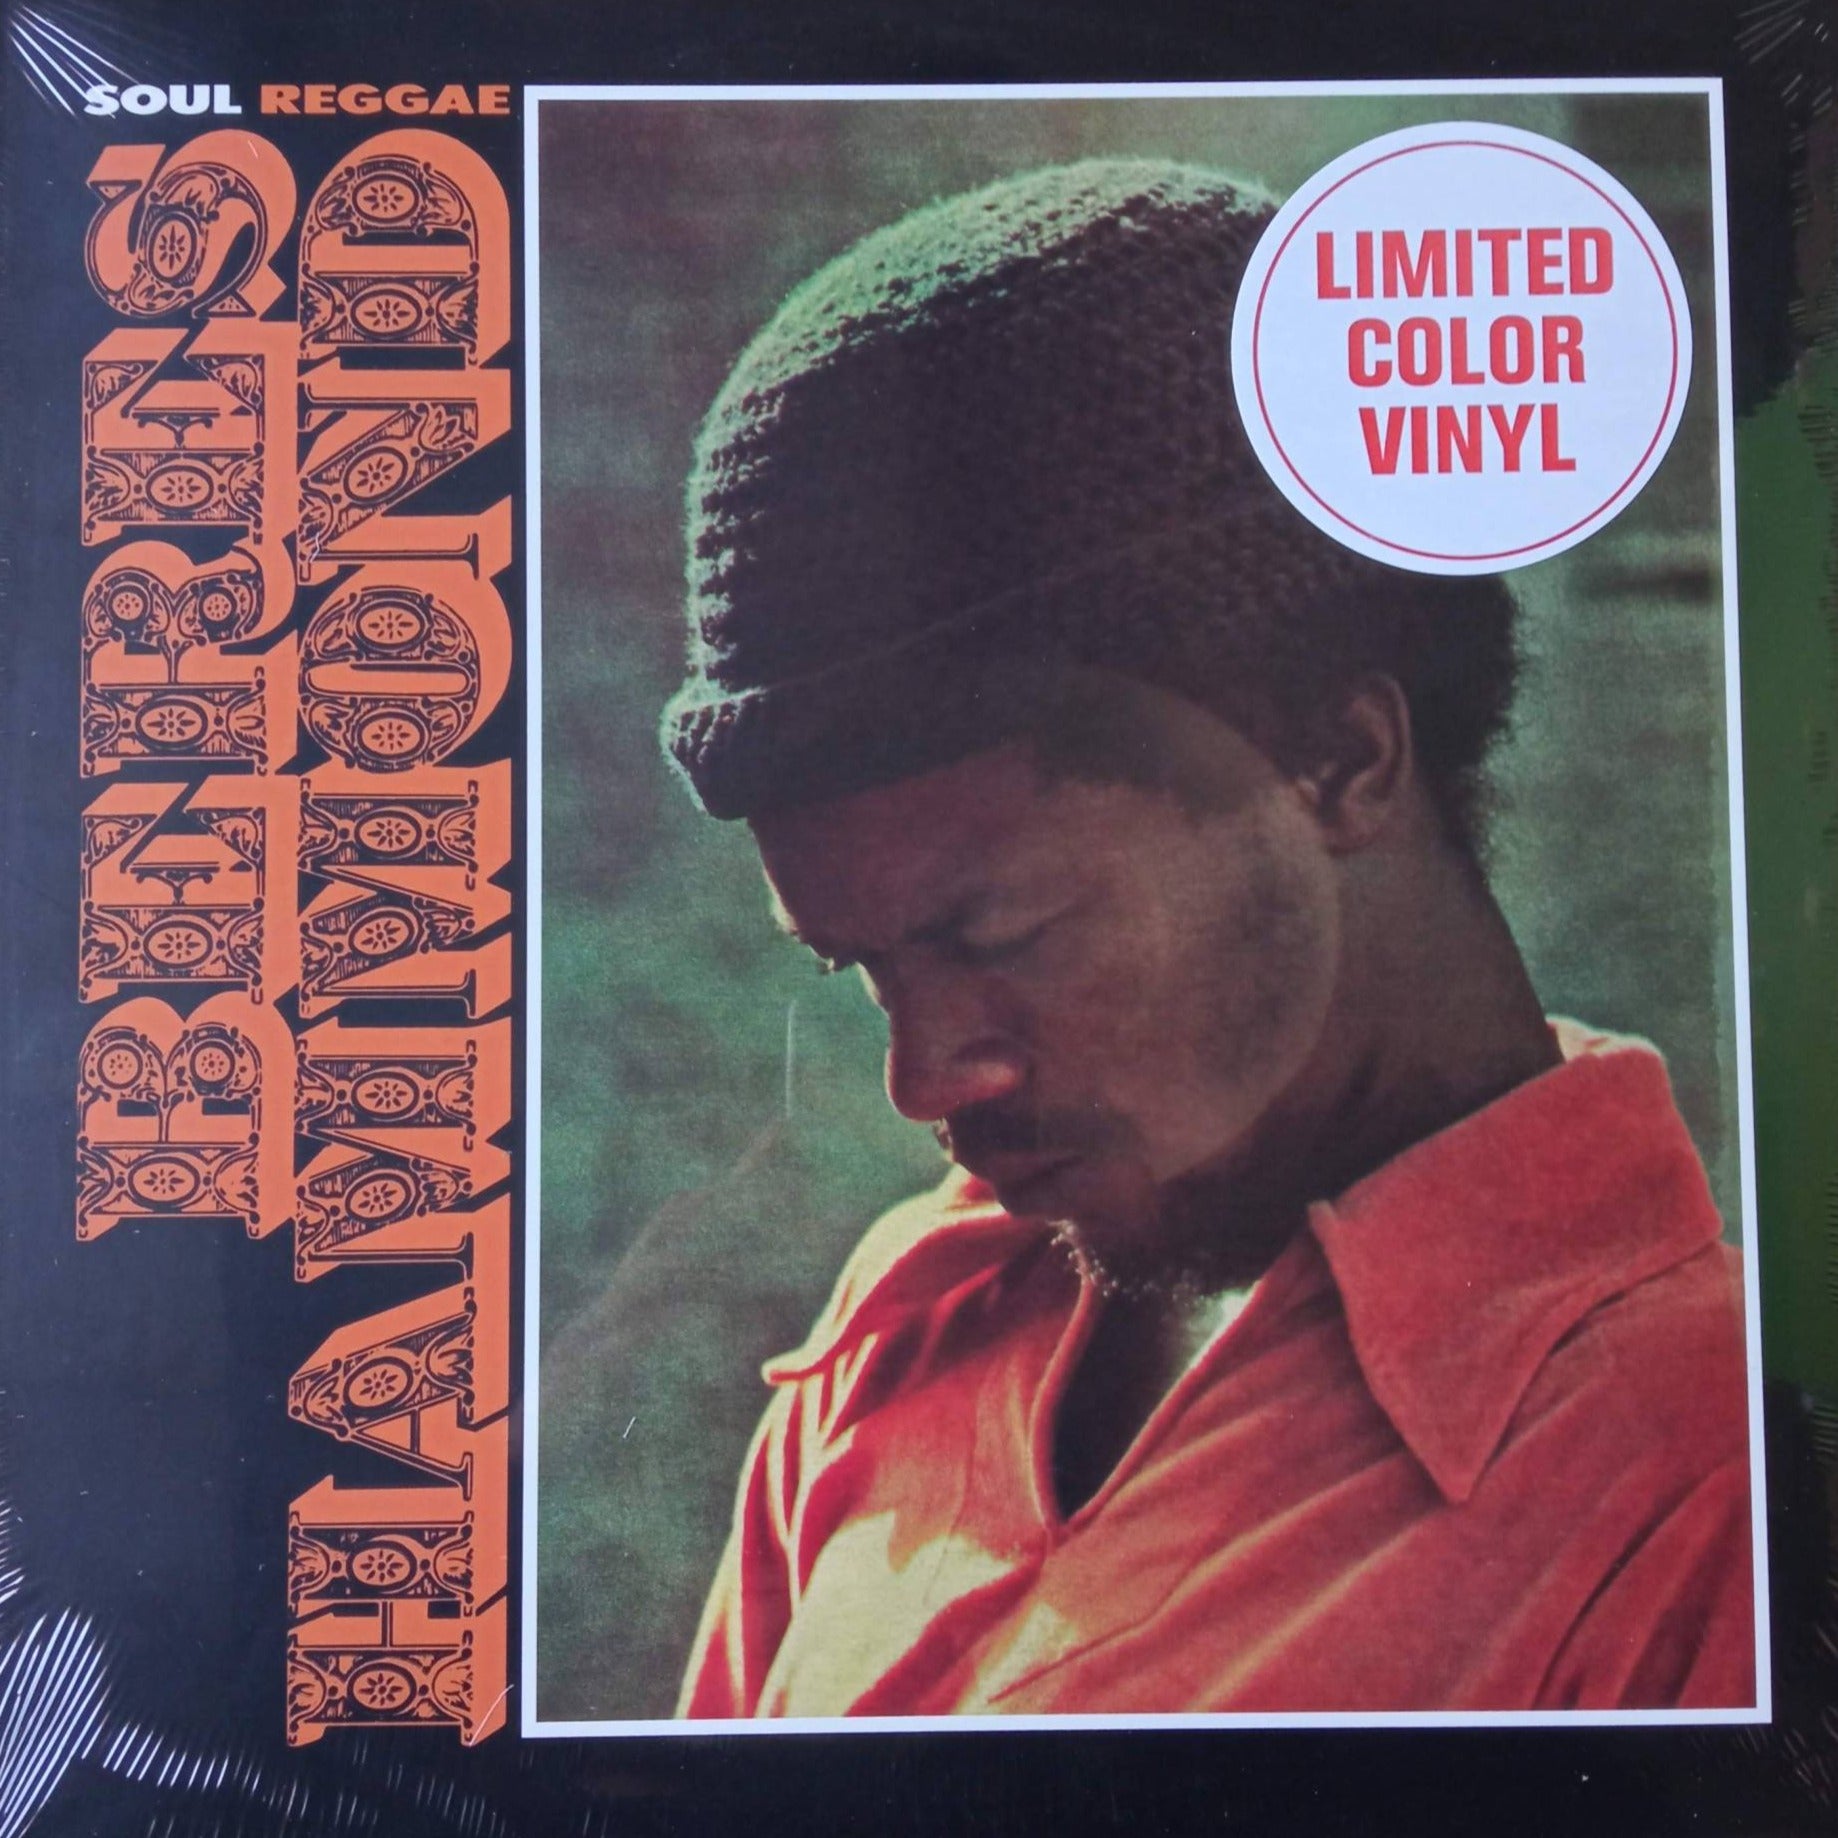 SOUL REGGAE
BERES
HAMMOND
LIMITED
COLOR
VINYL